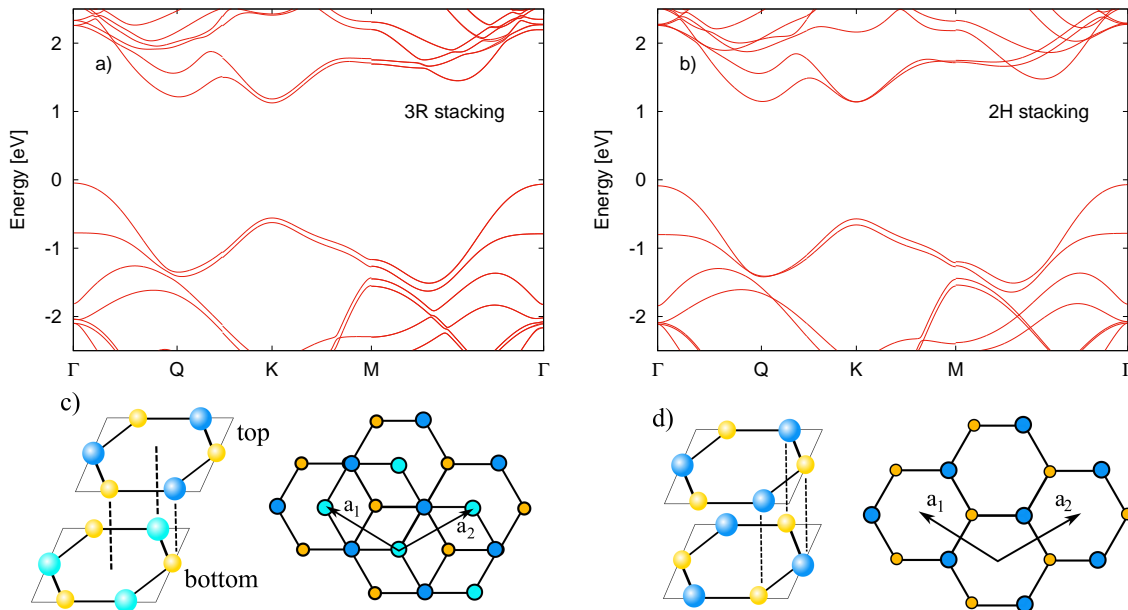 a)
3R stacking
Energy [eV]
2
1
0
-1
-2
Γ Q K M Γ
b)
2H stacking
Energy [eV]
2
1
0
-1
-2
Γ Q K M Γ
c)
top
bottom
a1
a2
d)
a1
a2